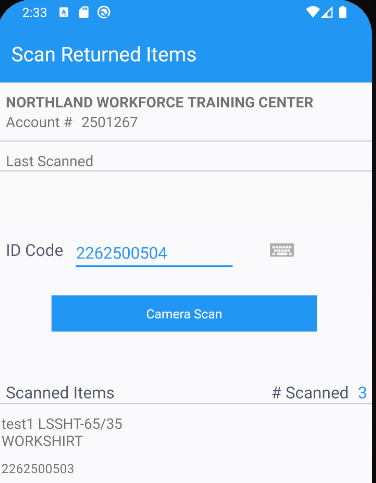 2:33
Scan Returned Items
NORTHLAND WORKFORCE TRAINING CENTER
Account # 2501267
Last Scanned
ID Code 2262500504
Camera Scan
Scanned Items # Scanned 3
test1 LSSHT-65/35
WORKSHIRT
2262500503